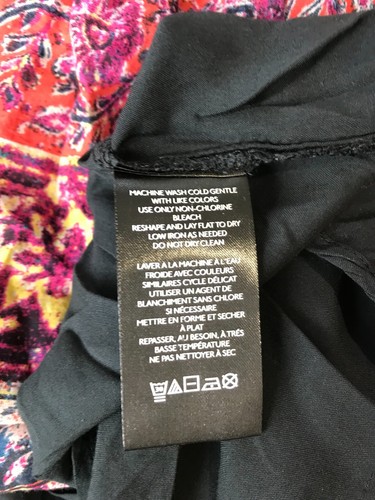 MACHINE WASH COLD GENTLE
WITH LIKE COLORS
USE ONLY NON-CHLORINE
BLEACH
RESHAPE AND LAY FLAT TO DRY
LOW IRON AS NEEDED
DO NOT DRY CLEAN
LAVER À LA MACHINE À L'EAU
FROIDE AVEC COULEURS
SIMILAIRES CYCLE DÉLICAT
UTILISER UN AGENT DE
BLANCHIMENT SANS CHLORE
SI NÉCESSAIRE
METTRE EN FORME ET SECHER
À PLAT
REPASSER, AU BESOIN, À TRÈS
BASSE TEMPÉRATURE
NE PAS NETTOYER À SEC